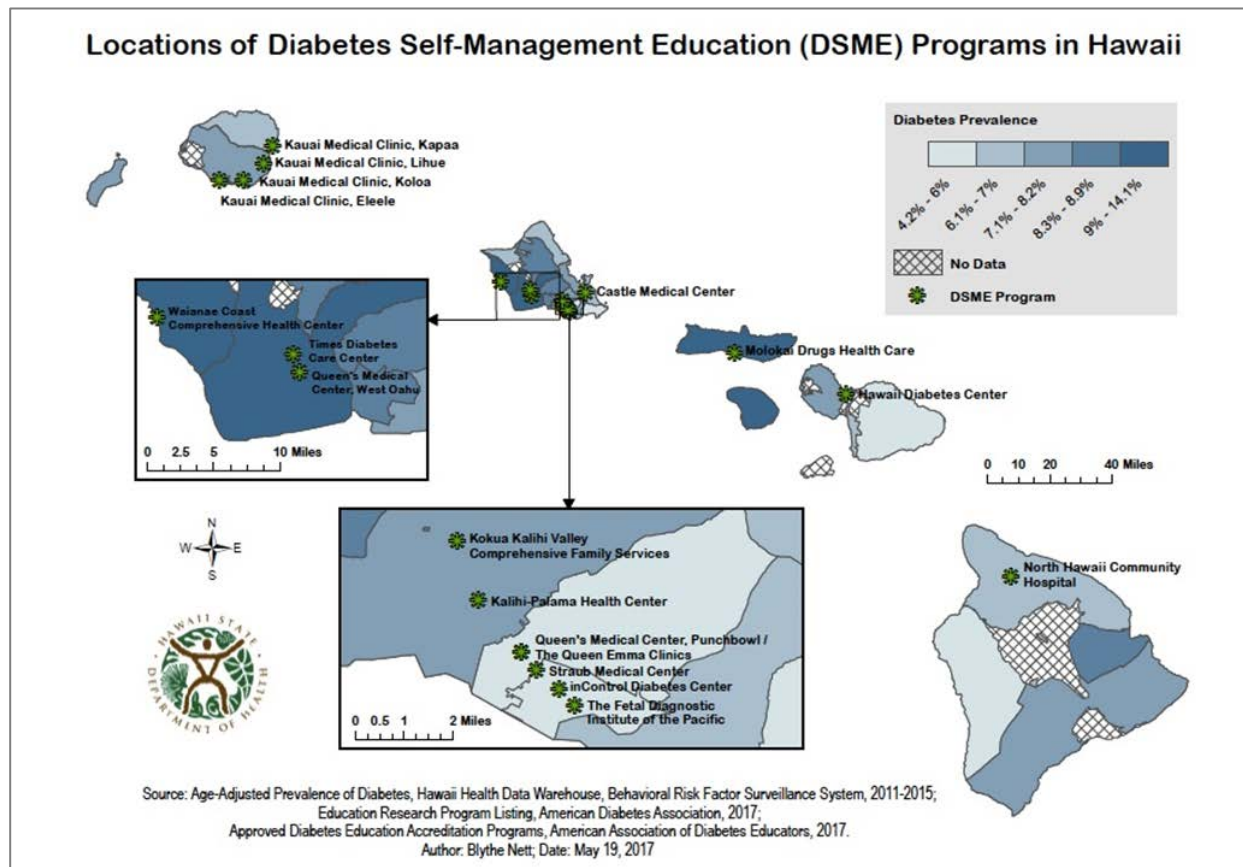 Locations of Diabetes Self-Management Education (DSME) Programs in Hawaii
Kauai Medical Clinic, Kapaa
Kauai Medical Clinic, Lihue
Kauai Medical Clinic, Koloa
Kauai Medical Clinic, Eleele
Diabetes Prevalence
4.2% - 6%
6.1% - 7%
7.1% - 8.2%
8.3% - 8.9%
9% - 14.1%
No Data
DSME Program
Castle Medical Center
Waianae Coast
Comprehensive Health Center
Times Diabetes
Care Center
Queen's Medical
Center, West Oahu
0 2.5 5 10 Miles
Molokai Drugs Health Care
Hawaii Diabetes Center
0 10 20 40 Miles
N
W E
S
HAWAII STATE
DEPARTMENT OF HEALTH
Kokua Kalihi Valley
Comprehensive Family Services
Kalihi-Palama Health Center
Queen's Medical Center, Punchbowl /
The Queen Emma Clinics
Straub Medical Center
inControl Diabetes Center
The Fetal Diagnostic
Institute of the Pacific
0 0.5 1 2 Miles
North Hawaii Community
Hospital
Source: Age-Adjusted Prevalence of Diabetes, Hawaii Health Data Warehouse, Behavioral Risk Factor Surveillance System, 2011-2015;
Education Research Program Listing, American Diabetes Association, 2017;
Approved Diabetes Education Accreditation Programs, American Association of Diabetes Educators, 2017.
Author: Blythe Nett; Date: May 19, 2017